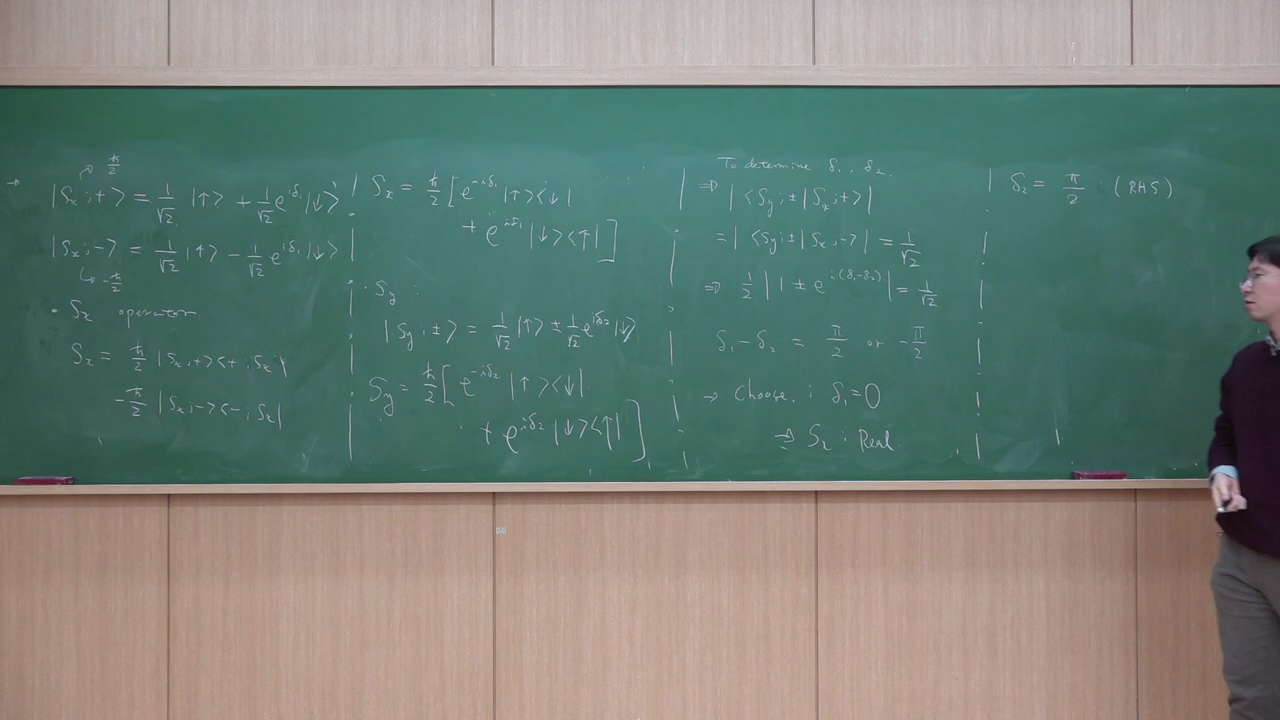 ħ/2
→ |Sx;+> = 1/√2 |↑> + 1/√2 e^{iδ₁} |↓>
|Sx;-> = 1/√2 |↑> - 1/√2 e^{iδ₁} |↓>
↳ -ħ/2
· Sx operator
Sx = ħ/2 |Sx;+><+;Sx|
- ħ/2 |Sx;-><-;Sx|
Sx = ħ/2 [ e^{-iδ₁} |↑><↓|
+ e^{iδ₁} |↓><↑| ]
· Sy :
|Sy;±> = 1/√2 |↑> ± 1/√2 e^{iδ₂} |↓>
Sy = ħ/2 [ e^{-iδ₂} |↑><↓|
+ e^{iδ₂} |↓><↑| ]
To determine δ₁, δ₂.
⇒ |<Sy;±|Sx;+>|
= |<Sy;±|Sx;->| = 1/√2
⇒ 1/2 |1 ± e^{i(δ₁-δ₂)}| = 1/√2
δ₁-δ₂ = π/2 or -π/2
→ Choose : δ₁=0
⇒ Sx : Real
δ₂ = π/2 : (RHS)